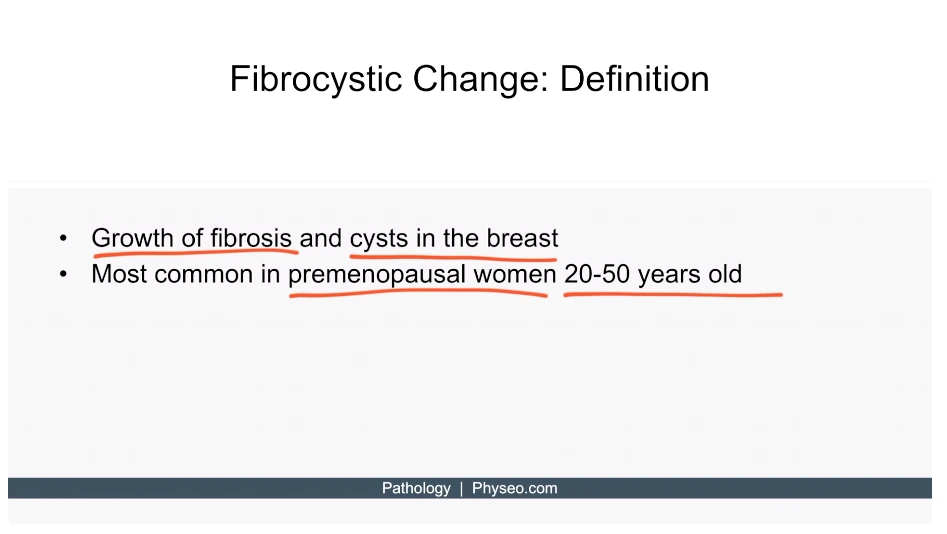 Fibrocystic Change: Definition
• Growth of fibrosis and cysts in the breast
• Most common in premenopausal women 20-50 years old
Pathology | Physeo.com